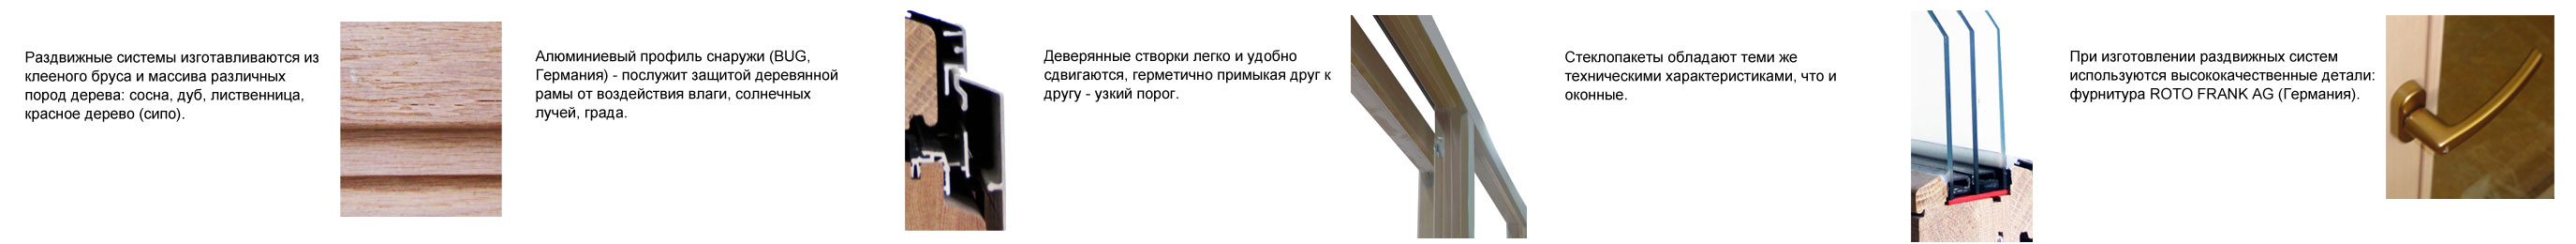 Раздвижные системы изготавливаются из
клееного бруса и массива различных
пород дерева: сосна, дуб, лиственница,
красное дерево (сипо).
Алюминиевый профиль снаружи (BUG,
Германия) - послужит защитой деревянной
рамы от воздействия влаги, солнечных
лучей, града.
Деверянные створки легко и удобно
сдвигаются, герметично примыкая друг к
другу - узкий порог.
Стеклопакеты обладают теми же
техническими характеристиками, что и
оконные.
При изготовлении раздвижных систем
используются высококачественные детали:
фурнитура ROTO FRANK AG (Германия).